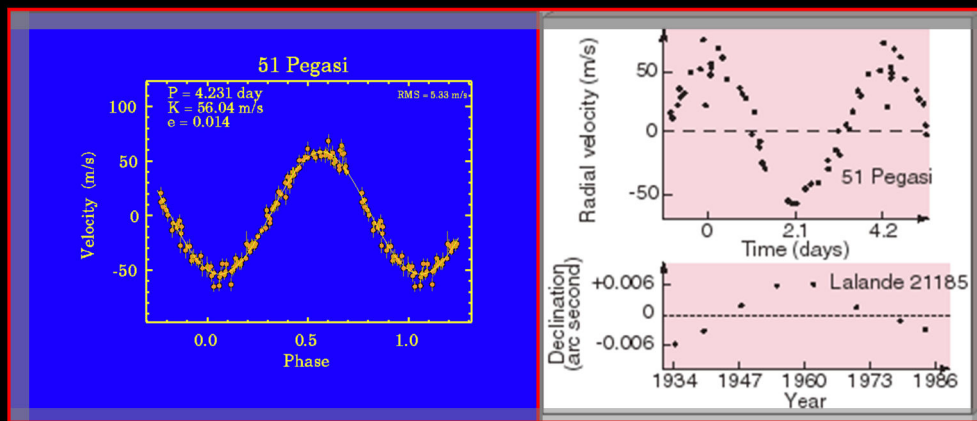 51 Pegasi
P = 4.231 day
K = 56.04 m/s
e = 0.014
RMS = 5.33 m/s
100
50
0
-50
Velocity (m/s)
0.0 0.5 1.0
Phase
Radial velocity (m/s)
50
0
-50
51 Pegasi
0 2.1 4.2
Time (days)
Declination
(arc second)
+0.006
0
-0.006
Lalande 21185
1934 1947 1960 1973 1986
Year